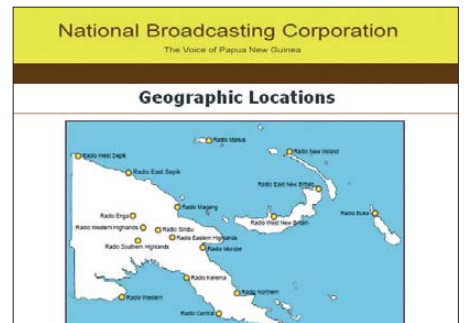 National Broadcasting Corporation
The Voice of Papua New Guinea
Geographic Locations
Radio Manus
Radio New Ireland
Radio West Sepik
Radio East Sepik
Radio East New Britain
Radio Madang
Radio Buka
Radio Enga
Radio West New Britain
Radio Western Highlands
Radio Simbu
Radio Eastern Highlands
Radio Southern Highlands
Radio Morobe
Radio Kerema
Radio Western
Radio Northern
Radio Central